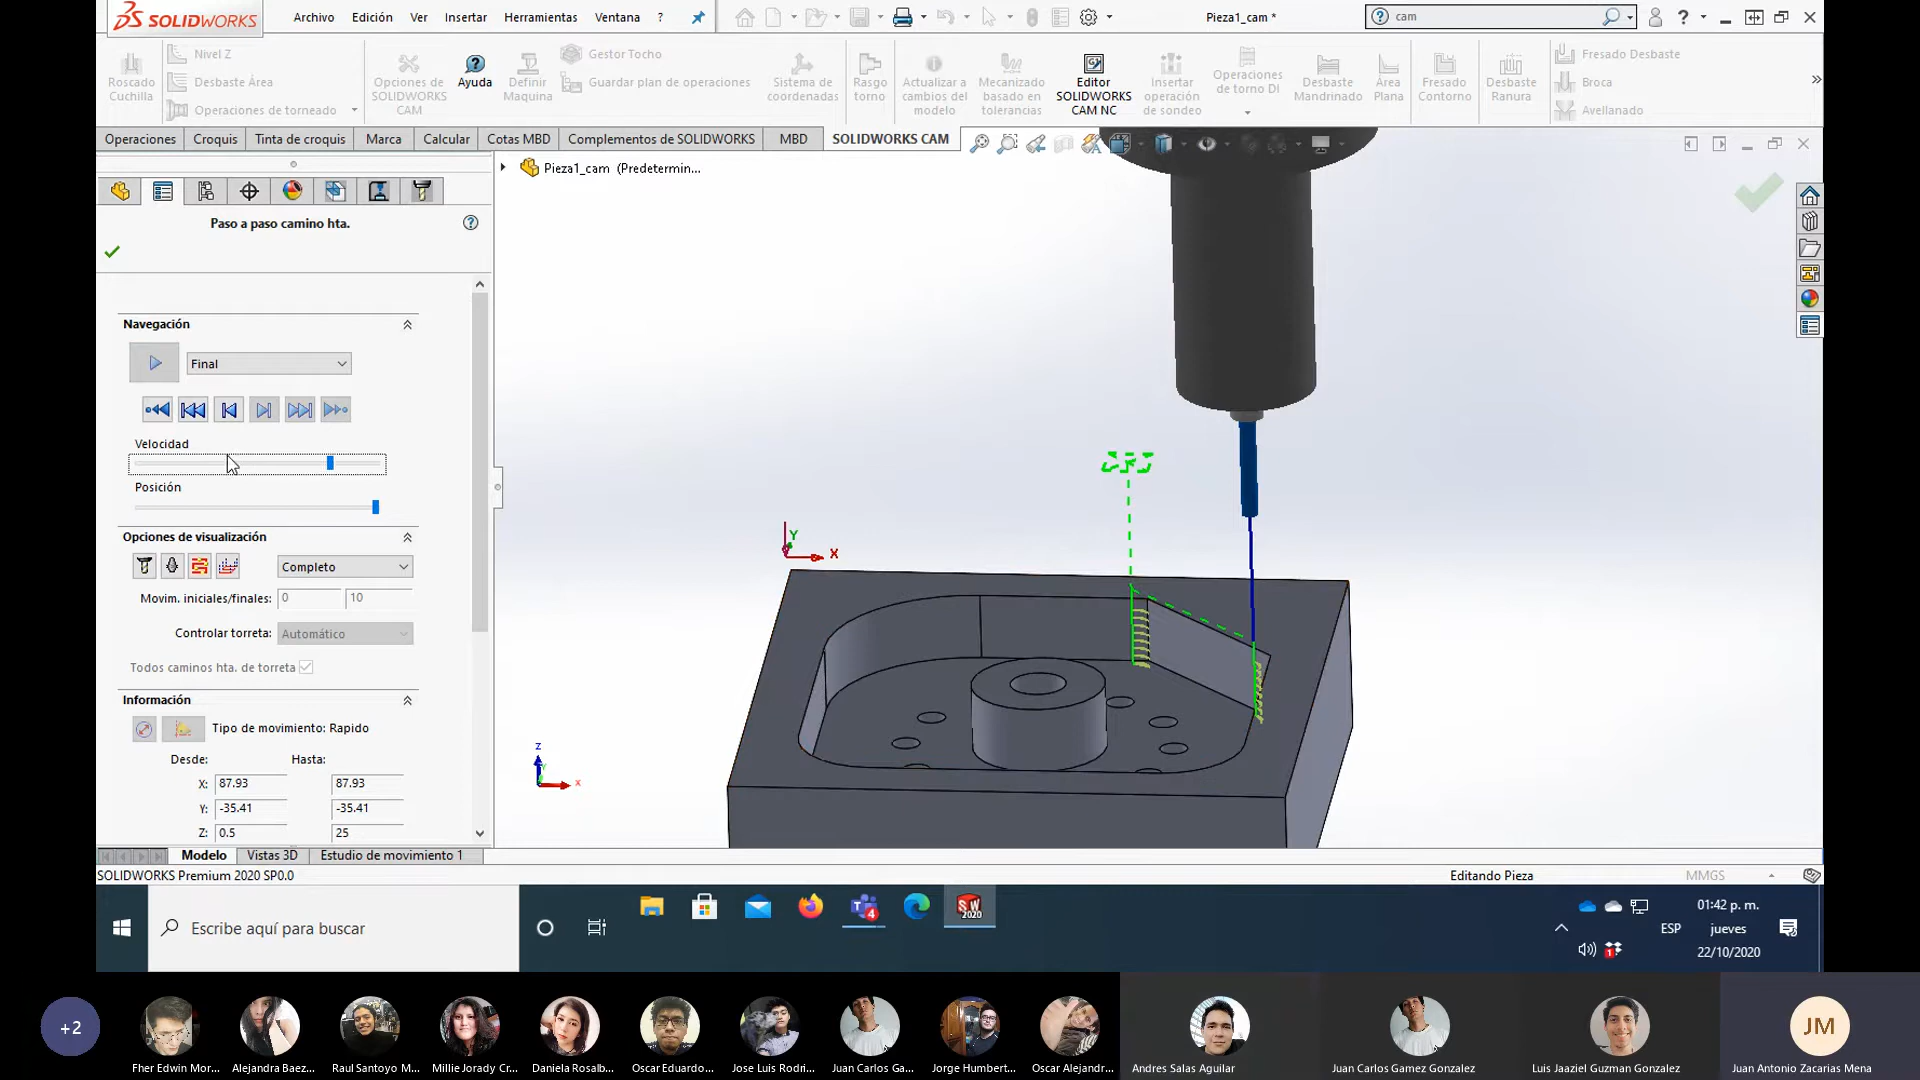 SOLIDWORKS
Archivo Edición Ver Insertar Herramientas Ventana ?
Pieza1_cam *
cam
Roscado Cuchilla
Nivel Z
Desbaste Área
Operaciones de torneado
Opciones de SOLIDWORKS CAM
Ayuda
Definir Maquina
Gestor Tocho
Guardar plan de operaciones
Sistema de coordenadas
Rasgo torno
Actualizar a cambios del modelo
Mecanizado basado en tolerancias
Editor SOLIDWORKS CAM NC
Insertar operación de sondeo
Operaciones de torno DI
Desbaste Mandrinado
Área Plana
Fresado Contorno
Desbaste Ranura
Fresado Desbaste
Broca
Avellanado
Operaciones Croquis Tinta de croquis Marca Calcular Cotas MBD Complementos de SOLIDWORKS MBD SOLIDWORKS CAM
Pieza1_cam (Predetermin...
Paso a paso camino hta.
Navegación
Final
Velocidad
Posición
Opciones de visualización
Completo
Movim. iniciales/finales: 0 10
Controlar torreta: Automático
Todos caminos hta. de torreta
Información
Tipo de movimiento: Rapido
Desde: Hasta:
X: 87.93 87.93
Y: -35.41 -35.41
Z: 0.5 25
Y
X
Z
X
Modelo Vistas 3D Estudio de movimiento 1
SOLIDWORKS Premium 2020 SP0.0
Editando Pieza
MMGS
Escribe aquí para buscar
4
SW
2020
ESP
1
01:42 p. m.
jueves
22/10/2020
+2
JM
Fher Edwin Mor... Alejandra Baez... Raul Santoyo M... Millie Jorady Cr... Daniela Rosalb... Oscar Eduardo... Jose Luis Rodri... Juan Carlos Ga... Jorge Humbert... Oscar Alejandr... Andres Salas Aguilar Juan Carlos Gamez Gonzalez Luis Jaaziel Guzman Gonzalez Juan Antonio Zacarias Mena